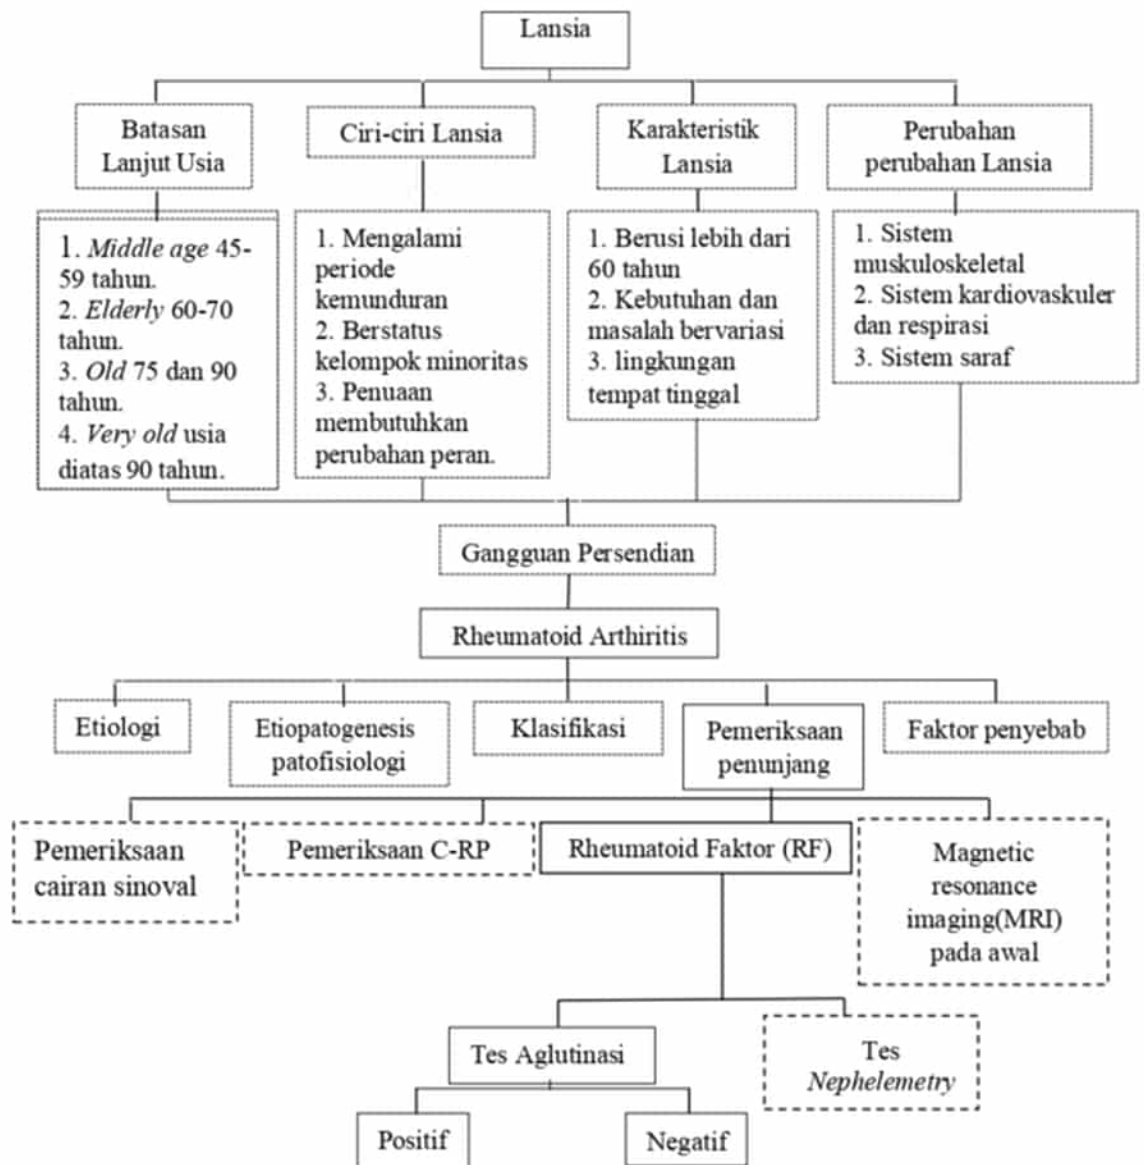 Lansia
Batasan
Lanjut Usia
Ciri-ciri Lansia
Karakteristik
Lansia
Perubahan
perubahan Lansia
1. Middle age 45-
59 tahun.
2. Elderly 60-70
tahun.
3. Old 75 dan 90
tahun.
4. Very old usia
diatas 90 tahun.
1. Mengalami
periode
kemunduran
2. Berstatus
kelompok minoritas
3. Penuaan
membutuhkan
perubahan peran.
1. Berusi lebih dari
60 tahun
2. Kebutuhan dan
masalah bervariasi
3. lingkungan
tempat tinggal
1. Sistem
muskuloskeletal
2. Sistem kardiovaskuler
dan respirasi
3. Sistem saraf
Gangguan Persendian
Rheumatoid Arthiritis
Etiologi
Etiopatogenesis
patofisiologi
Klasifikasi
Pemeriksaan
penunjang
Faktor penyebab
Pemeriksaan
cairan sinoval
Pemeriksaan C-RP
Rheumatoid Faktor (RF)
Magnetic
resonance
imaging(MRI)
pada awal
Tes Aglutinasi
Tes
Nephelemetry
Positif
Negatif